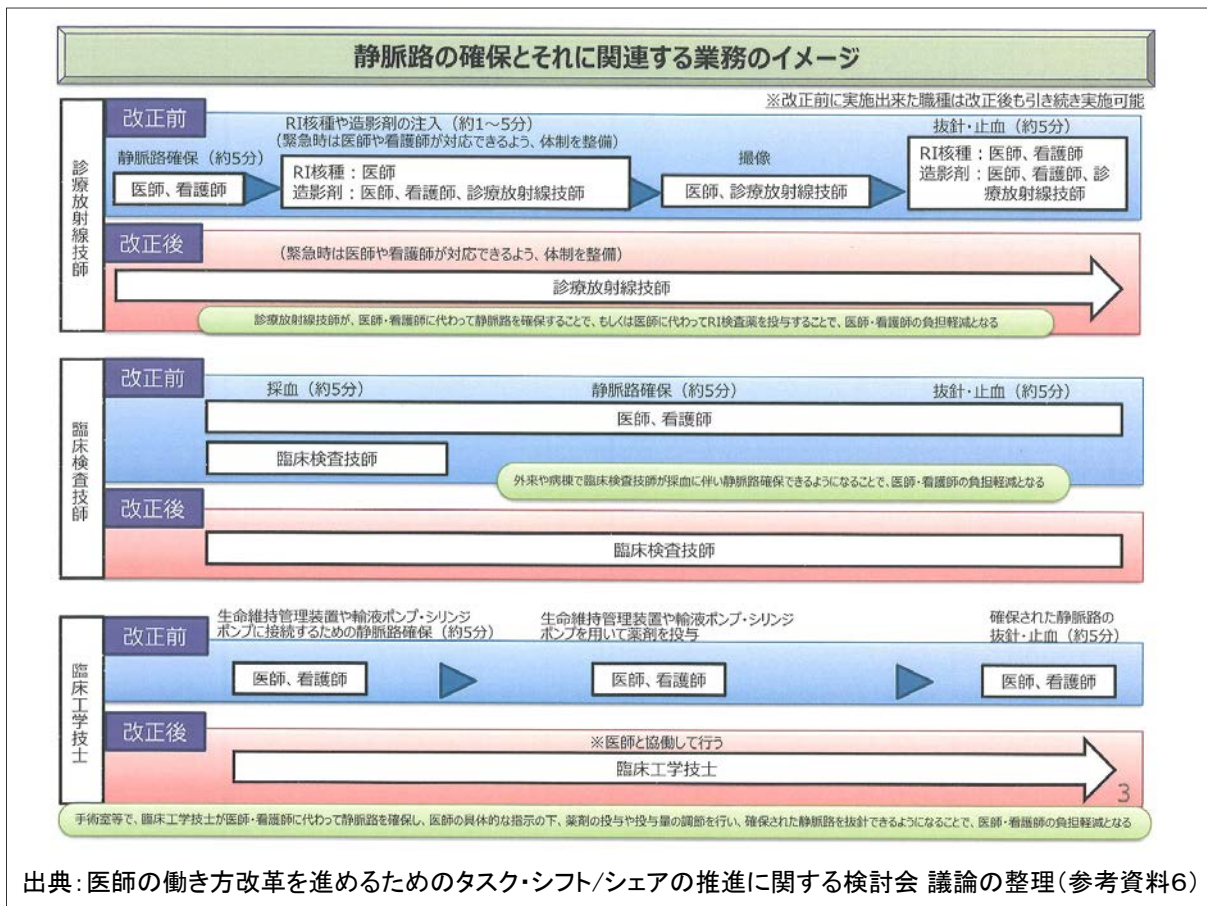 静脈路の確保とそれに関連する業務のイメージ
※改正前に実施出来た職種は改正後も引き続き実施可能
診療放射線技師
改正前
静脈路確保（約5分）
医師、看護師
RI核種や造影剤の注入（約1～5分）
(緊急時は医師や看護師が対応できるよう、体制を整備)
RI核種：医師
造影剤：医師、看護師、診療放射線技師
撮像
医師、診療放射線技師
抜針・止血（約5分）
RI核種：医師、看護師
造影剤：医師、看護師、診
療放射線技師
改正後
(緊急時は医師や看護師が対応できるよう、体制を整備)
診療放射線技師
診療放射線技師が、医師・看護師に代わって静脈路を確保することで、もしくは医師に代わってRI検査薬を投与することで、医師・看護師の負担軽減となる
臨床検査技師
改正前
採血（約5分）
静脈路確保（約5分）
抜針・止血（約5分）
医師、看護師
臨床検査技師
外来や病棟で臨床検査技師が採血に伴い静脈路確保できるようになることで、医師・看護師の負担軽減となる
改正後
臨床検査技師
臨床工学技士
改正前
生命維持管理装置や輸液ポンプ・シリンジ
ポンプに接続するための静脈路確保（約5分）
医師、看護師
生命維持管理装置や輸液ポンプ・シリンジ
ポンプを用いて薬剤を投与
医師、看護師
確保された静脈路の
抜針・止血（約5分）
医師、看護師
改正後
※医師と協働して行う
臨床工学技士
3
手術室等で、臨床工学技士が医師・看護師に代わって静脈路を確保し、医師の具体的な指示の下、薬剤の投与や投与量の調節を行い、確保された静脈路を抜針できるようになることで、医師・看護師の負担軽減となる
出典：医師の働き方改革を進めるためのタスク・シフト/シェアの推進に関する検討会 議論の整理（参考資料６）